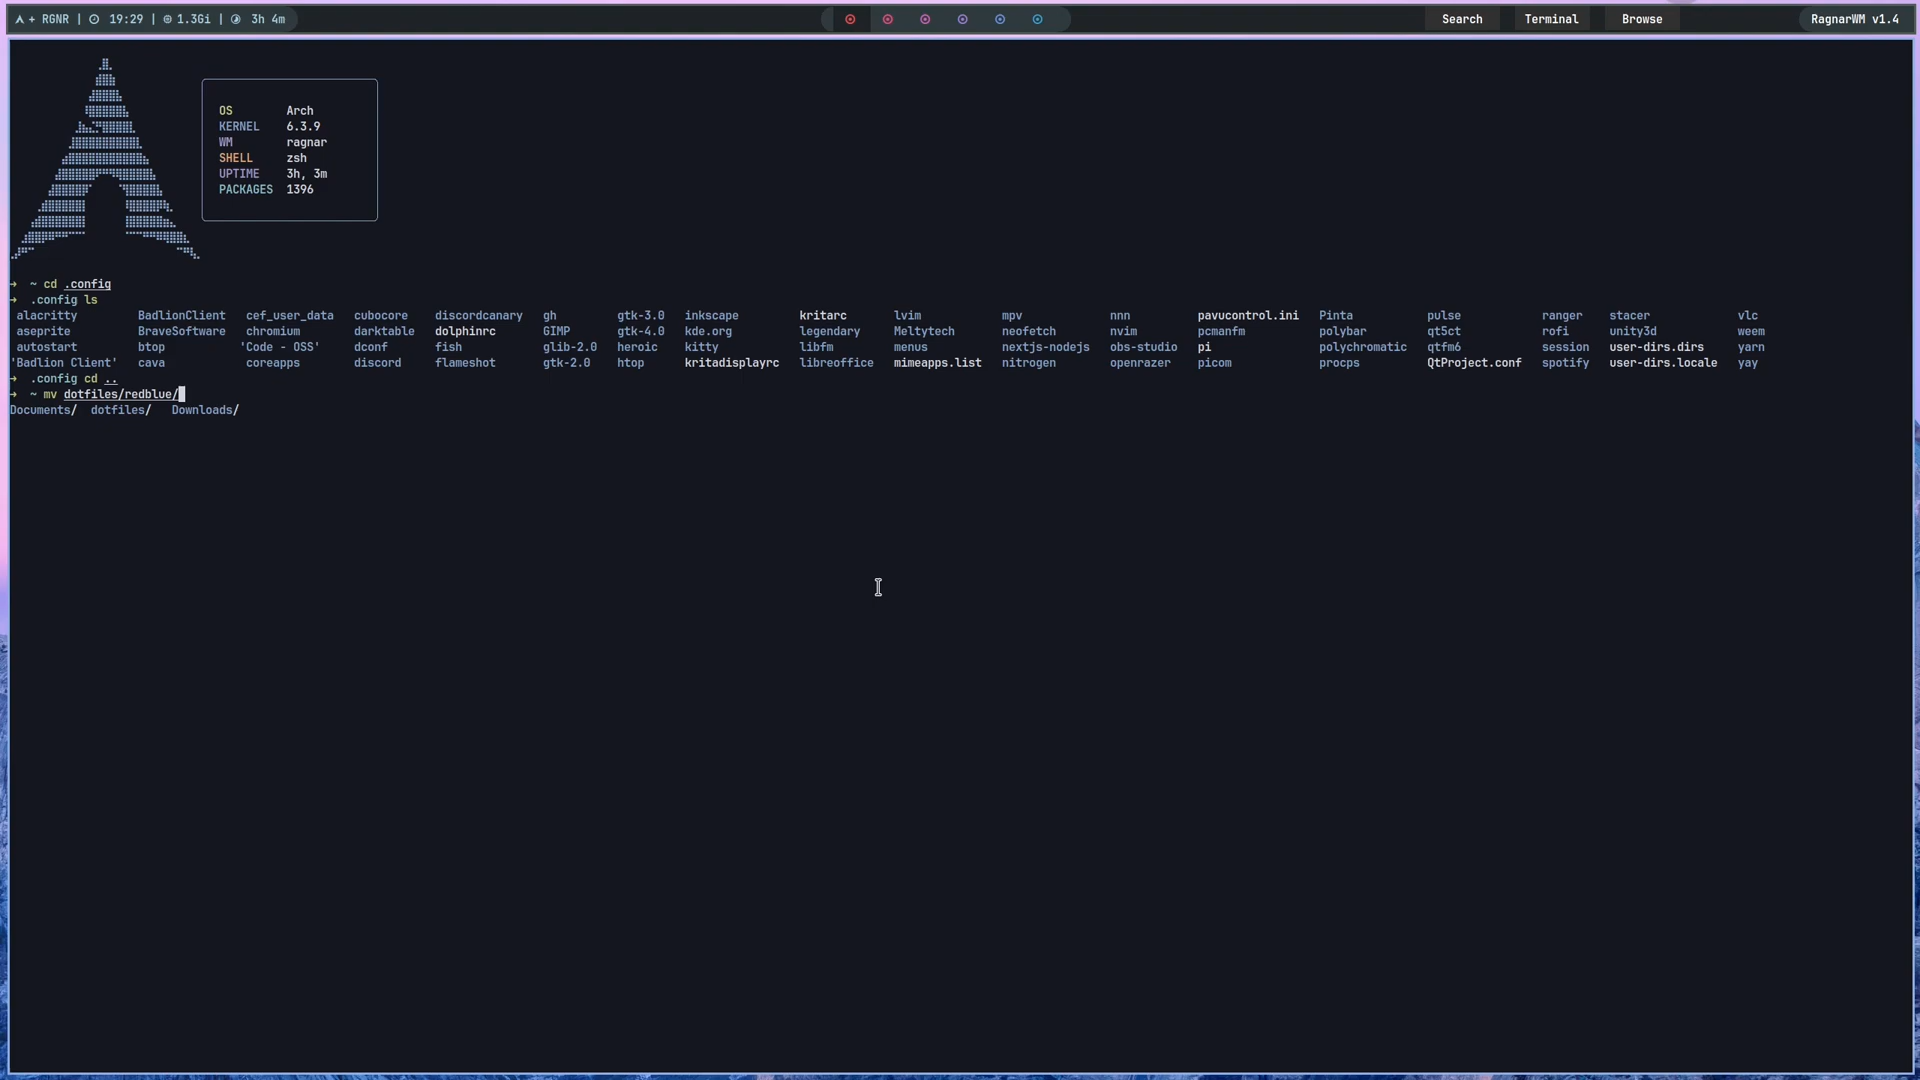 + RGNR | 19:29 | 1.3Gi | 3h 4m
Search Terminal Browse RagnarWM v1.4
OS Arch
KERNEL 6.3.9
WM ragnar
SHELL zsh
UPTIME 3h, 3m
PACKAGES 1396
→ ~ cd .config
→ .config ls
alacritty BadlionClient cef_user_data cubocore discordcanary gh gtk-3.0 inkscape kritarc lvim mpv nnn pavucontrol.ini Pinta pulse ranger stacer vlc
aseprite BraveSoftware chromium darktable dolphinrc GIMP gtk-4.0 kde.org legendary Meltytech neofetch nvim pcmanfm polybar qt5ct rofi unity3d weem
autostart btop 'Code - OSS' dconf fish glib-2.0 heroic kitty libfm menus nextjs-nodejs obs-studio pi polychromatic qtfm6 session user-dirs.dirs yarn
'Badlion Client' cava coreapps discord flameshot gtk-2.0 htop kritadisplayrc libreoffice mimeapps.list nitrogen openrazer picom procps QtProject.conf spotify user-dirs.locale yay
→ .config cd ..
→ ~ mv dotfiles/redblue/
Documents/ dotfiles/ Downloads/